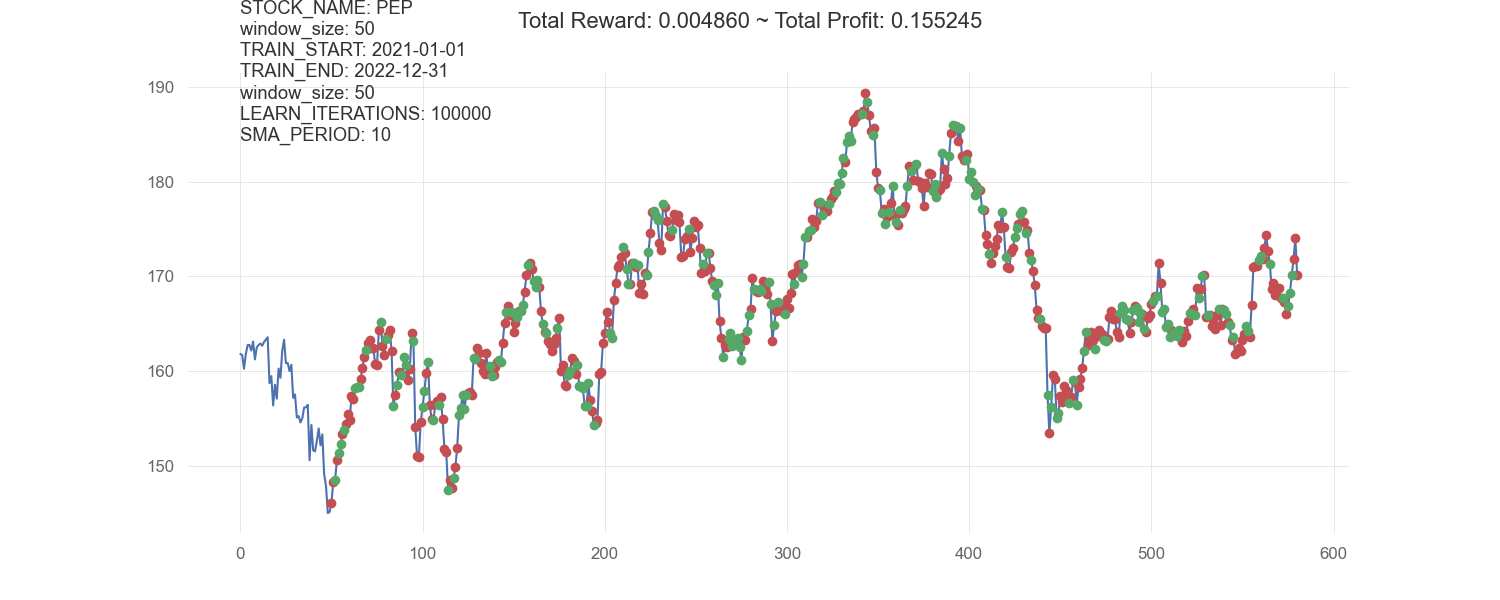 STOCK_NAME: PEP
Total Reward: 0.004860 ~ Total Profit: 0.155245
window_size: 50
TRAIN_START: 2021-01-01
TRAIN_END: 2022-12-31
window_size: 50
LEARN_ITERATIONS: 100000
SMA_PERIOD: 10
190
180
170
160
150
0 100 200 300 400 500 600